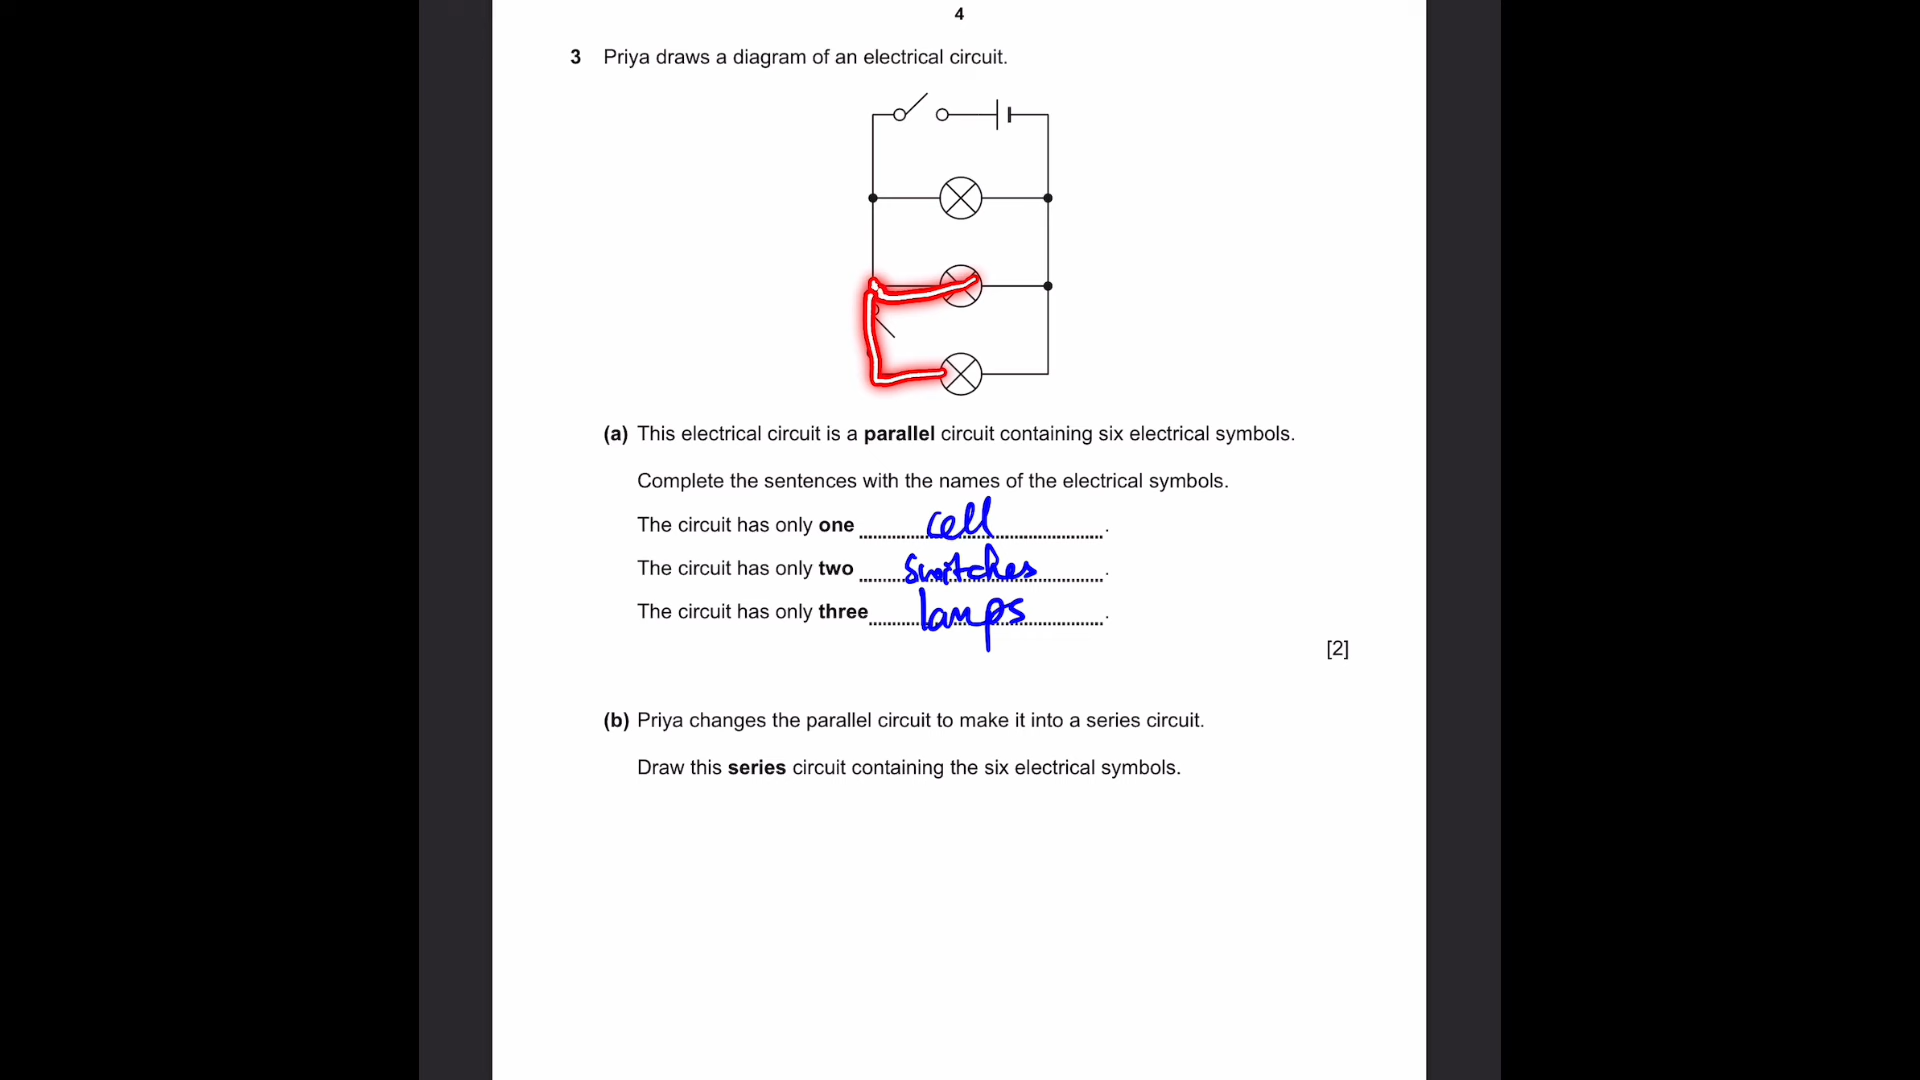 4
3 Priya draws a diagram of an electrical circuit.
(a) This electrical circuit is a parallel circuit containing six electrical symbols.
Complete the sentences with the names of the electrical symbols.
The circuit has only one cell .
The circuit has only two switches .
The circuit has only three lamps .
[2]
(b) Priya changes the parallel circuit to make it into a series circuit.
Draw this series circuit containing the six electrical symbols.